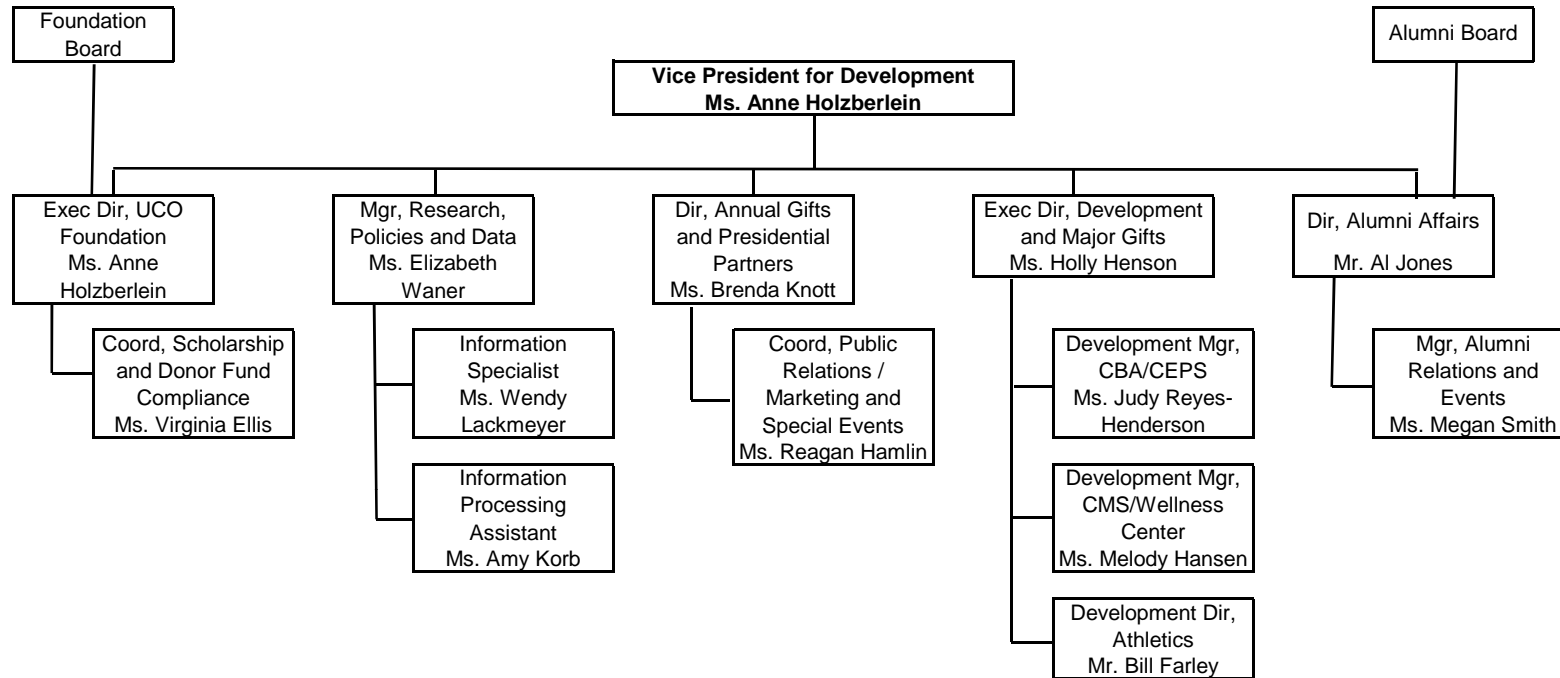 Foundation
Board
Alumni Board
Vice President for Development
Ms. Anne Holzberlein
Exec Dir, UCO
Foundation
Ms. Anne
Holzberlein
Mgr, Research,
Policies and Data
Ms. Elizabeth
Waner
Dir, Annual Gifts
and Presidential
Partners
Ms. Brenda Knott
Exec Dir, Development
and Major Gifts
Ms. Holly Henson
Dir, Alumni Affairs
Mr. Al Jones
Coord, Scholarship
and Donor Fund
Compliance
Ms. Virginia Ellis
Information
Specialist
Ms. Wendy
Lackmeyer
Coord, Public
Relations /
Marketing and
Special Events
Ms. Reagan Hamlin
Development Mgr,
CBA/CEPS
Ms. Judy Reyes-
Henderson
Mgr, Alumni
Relations and
Events
Ms. Megan Smith
Information
Processing
Assistant
Ms. Amy Korb
Development Mgr,
CMS/Wellness
Center
Ms. Melody Hansen
Development Dir,
Athletics
Mr. Bill Farley